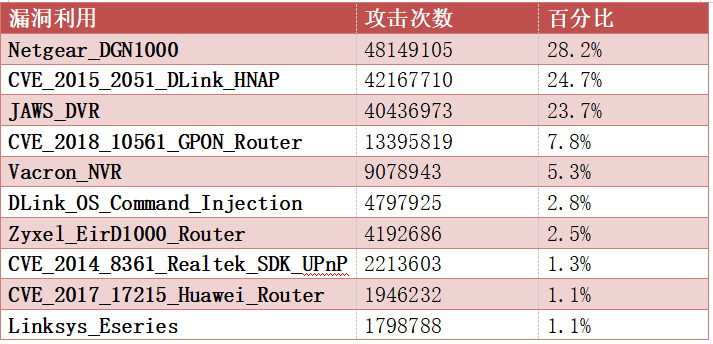 漏洞利用 攻击次数 百分比
Netgear_DGN1000 48149105 28.2%
CVE_2015_2051_DLink_HNAP 42167710 24.7%
JAWS_DVR 40436973 23.7%
CVE_2018_10561_GPON_Router 13395819 7.8%
Vacron_NVR 9078943 5.3%
DLink_OS_Command_Injection 4797925 2.8%
Zyxel_EirD1000_Router 4192686 2.5%
CVE_2014_8361_Realtek_SDK_UPnP 2213603 1.3%
CVE_2017_17215_Huawei_Router 1946232 1.1%
Linksys_Eseries 1798788 1.1%